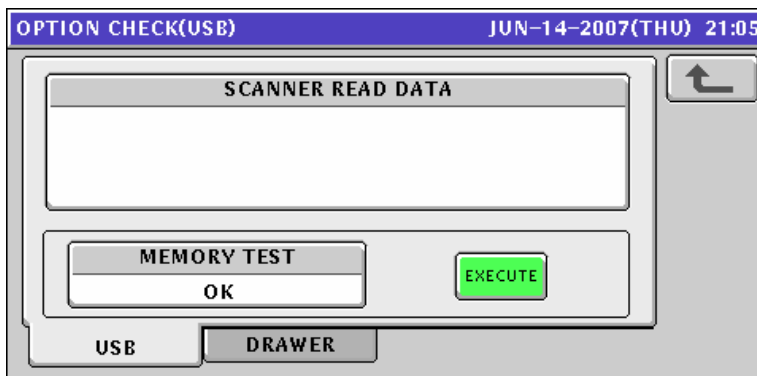 OPTION CHECK(USB) JUN-14-2007(THU) 21:05
SCANNER READ DATA
MEMORY TEST
OK
EXECUTE
USB DRAWER